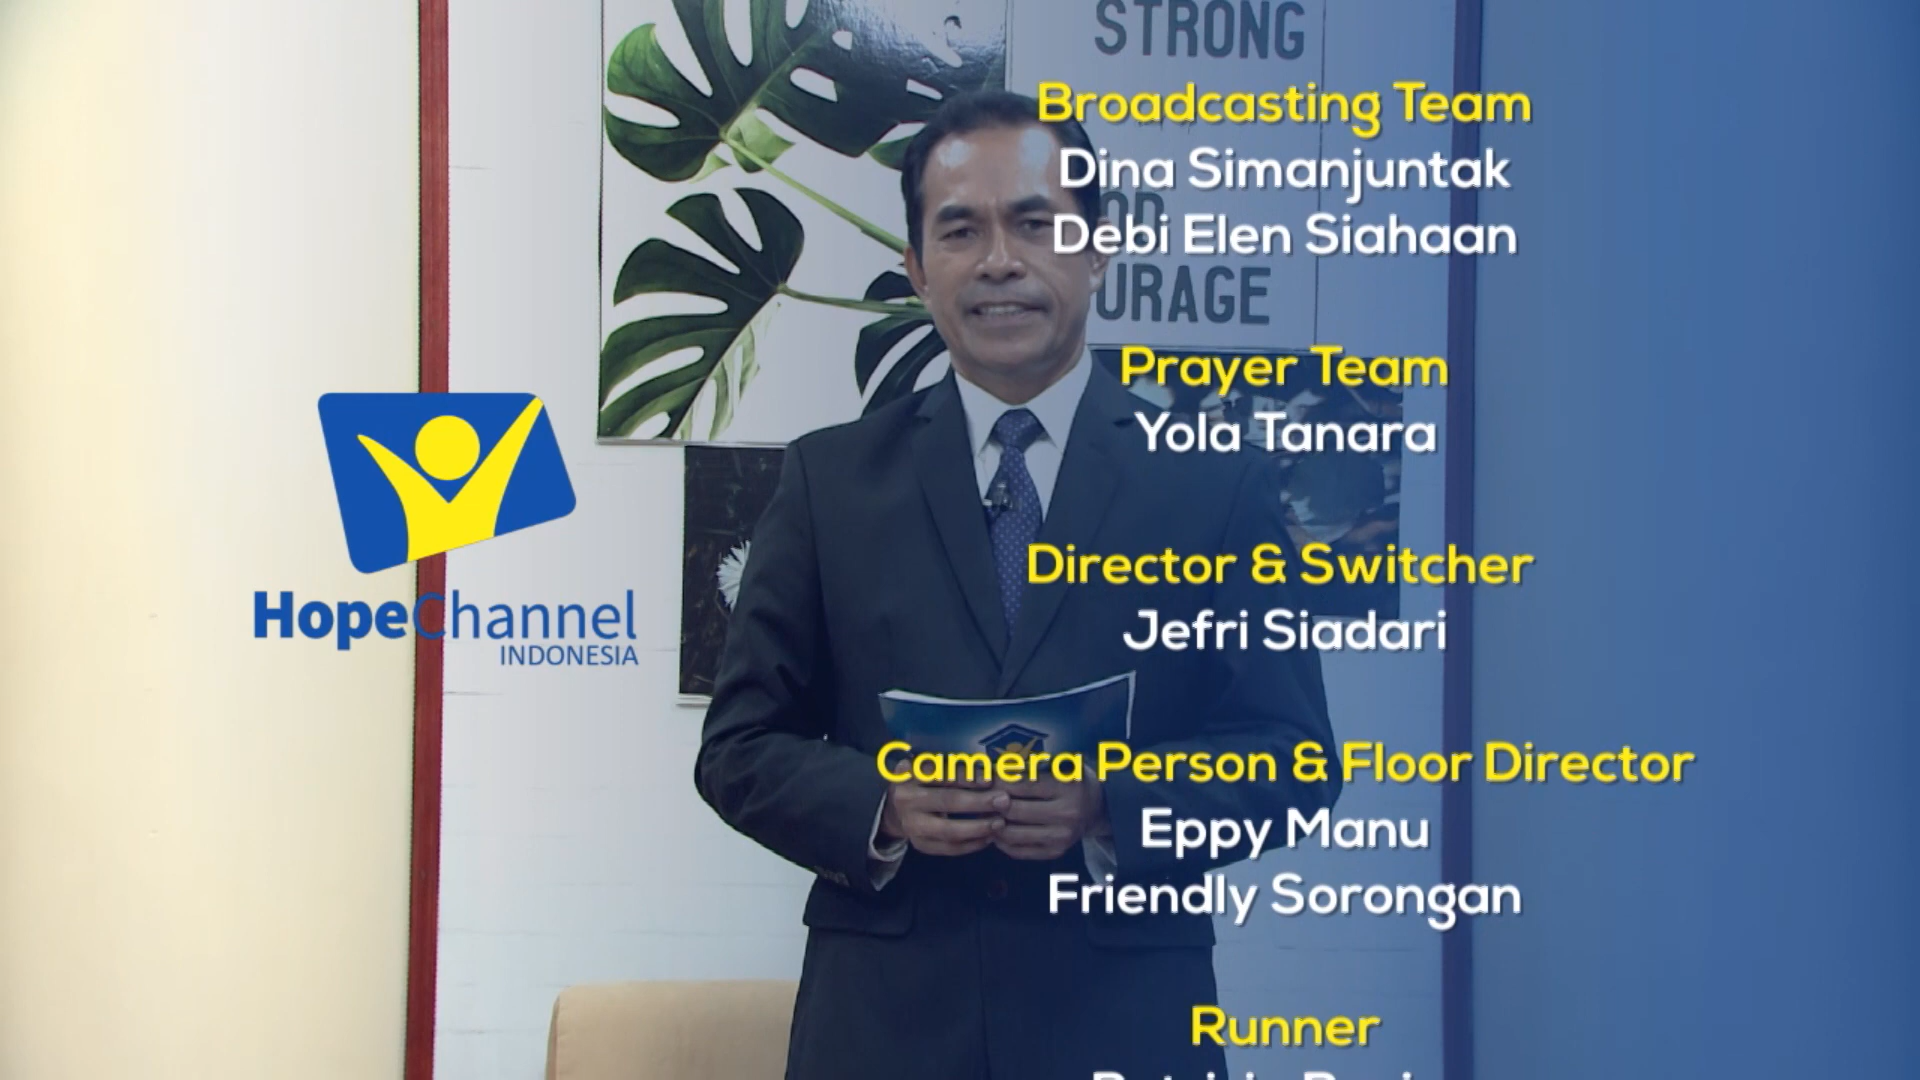 STRONG
Broadcasting Team
Dina Simanjuntak
Debi Elen Siahaan
URAGE
Prayer Team
Yola Tanara
Director & Switcher
Jefri Siadari
HopeChannel
INDONESIA
Camera Person & Floor Director
Eppy Manu
Friendly Sorongan
Runner